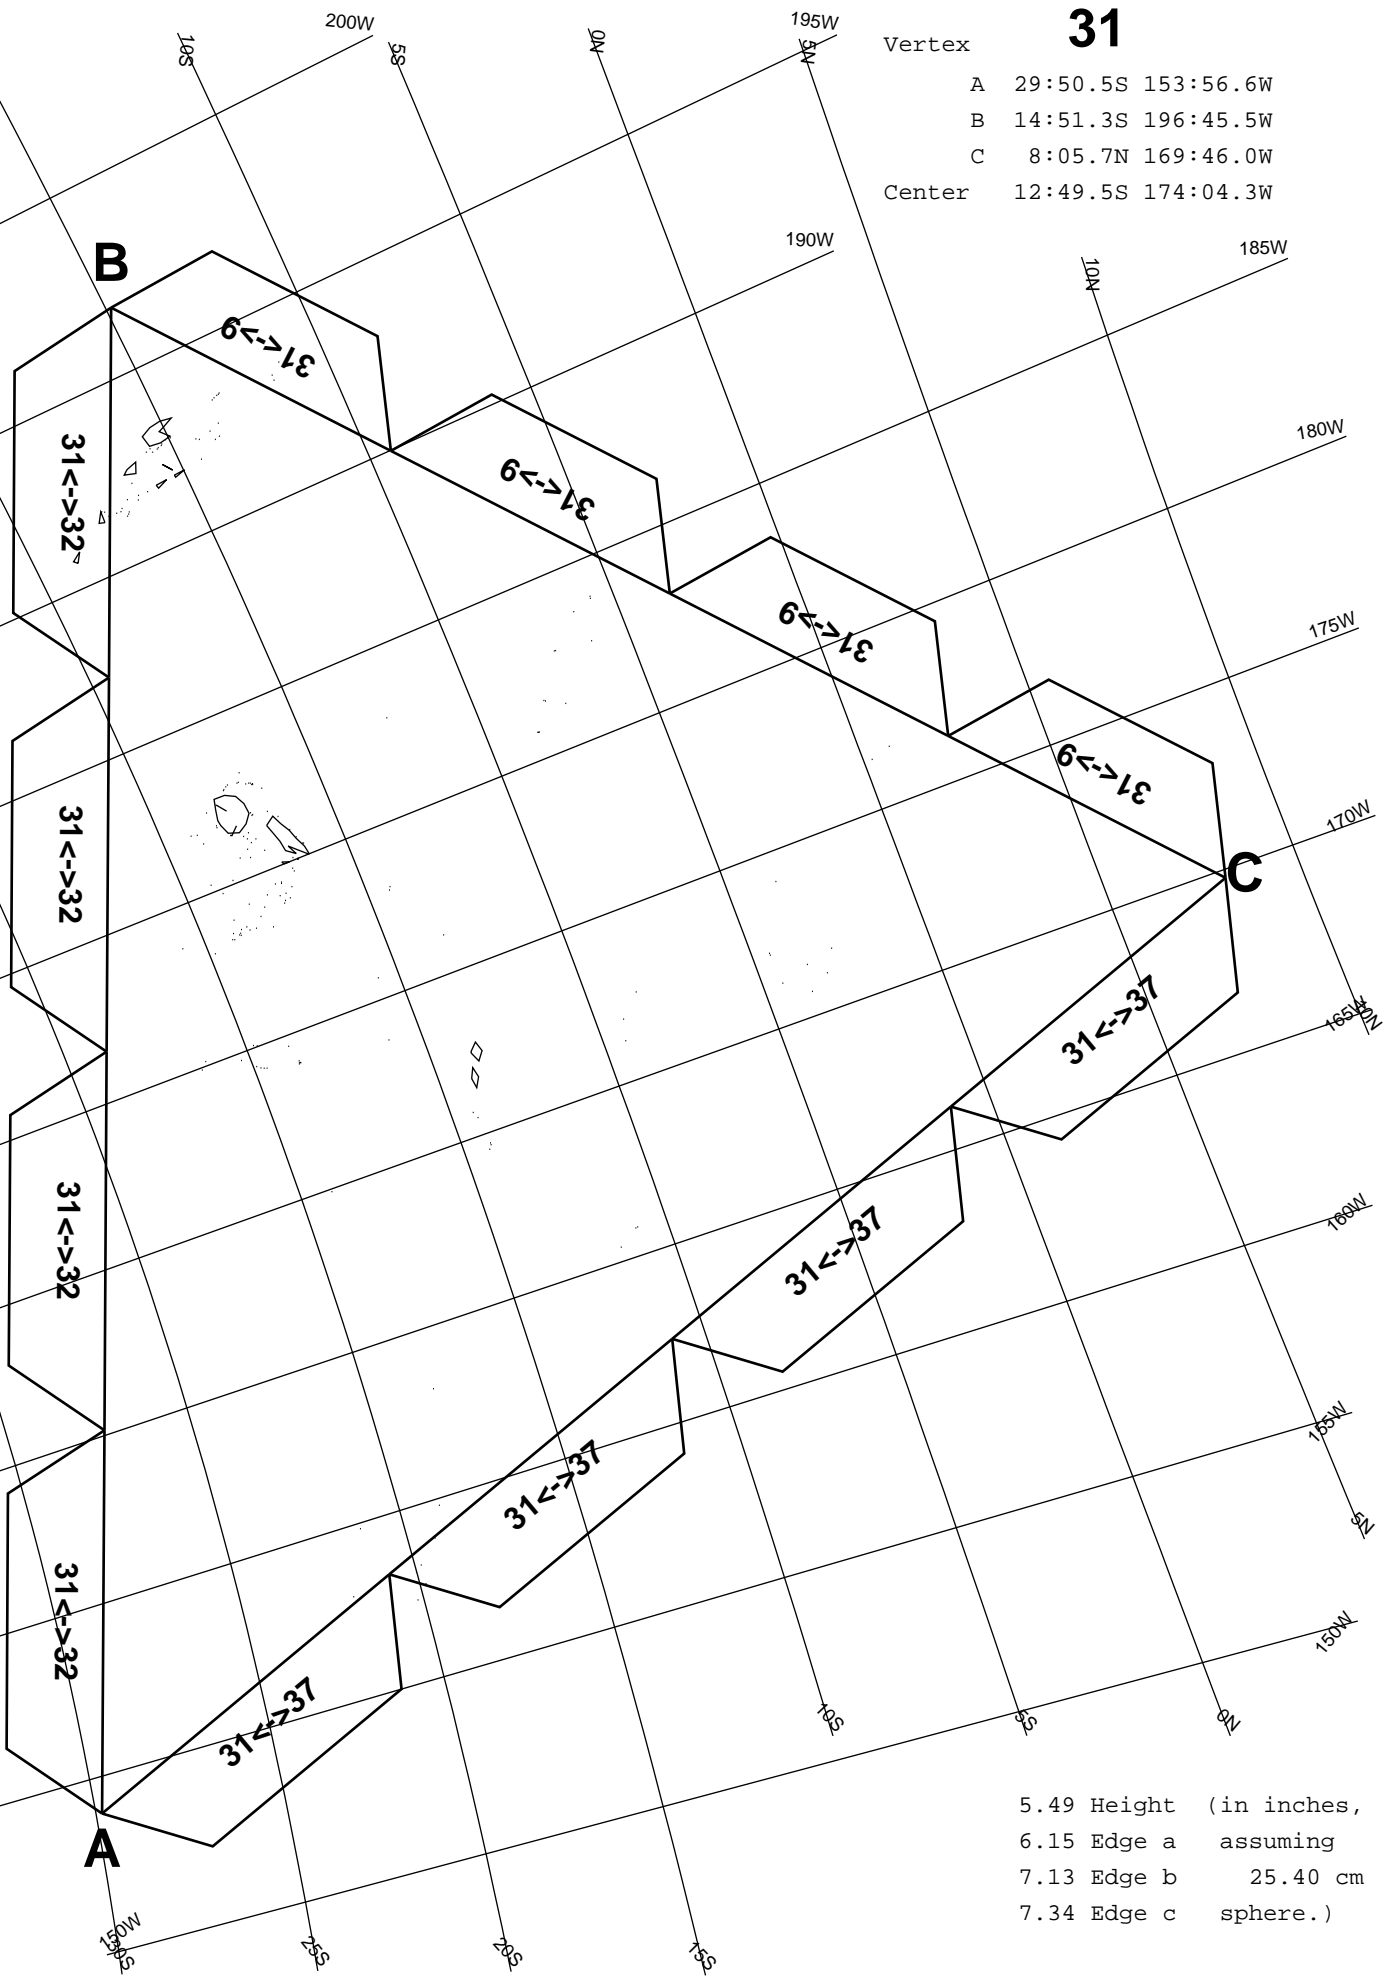 31
Vertex
A 29:50.5S 153:56.6W
B 14:51.3S 196:45.5W
C 8:05.7N 169:46.0W
Center 12:49.5S 174:04.3W
10S
200W
5S
0N
195W
5N
190W
10N
185W
180W
175W
170W
165W
10N
160W
155W
5N
150W
0N
5S
10S
15S
20S
25S
30S
150W
B
C
A
31<->9
31<->9
31<->9
31<->9
31<->32
31<->32
31<->32
31<->32
31<->37
31<->37
31<->37
31<->37
5.49 Height (in inches,
6.15 Edge a assuming
7.13 Edge b 25.40 cm
7.34 Edge c sphere.)